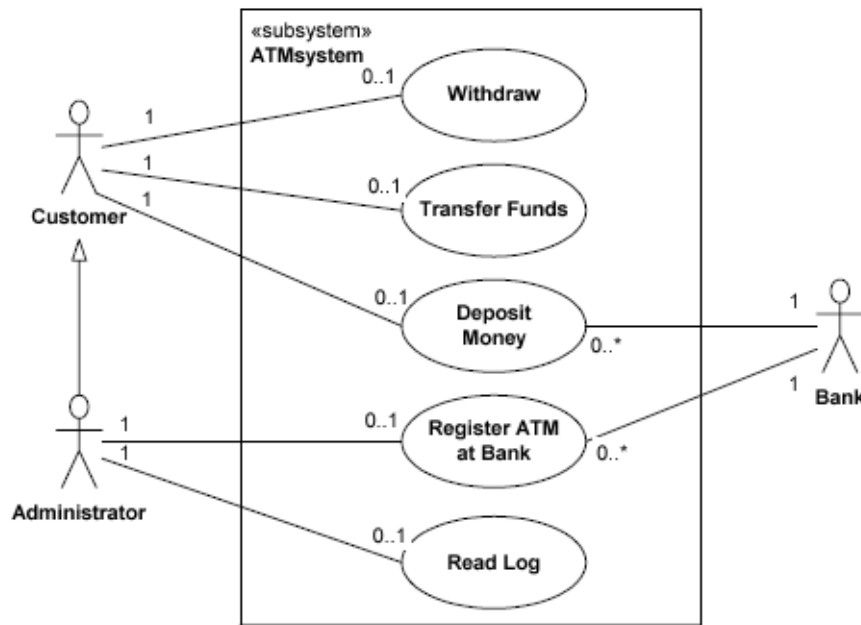 «subsystem»
ATMsystem
0..1
Withdraw
1
1
0..1
Transfer Funds
1
Customer
0..1
Deposit
Money
1
0..*
Bank
1
1
0..1
Register ATM
at Bank
0..*
1
Administrator
0..1
Read Log